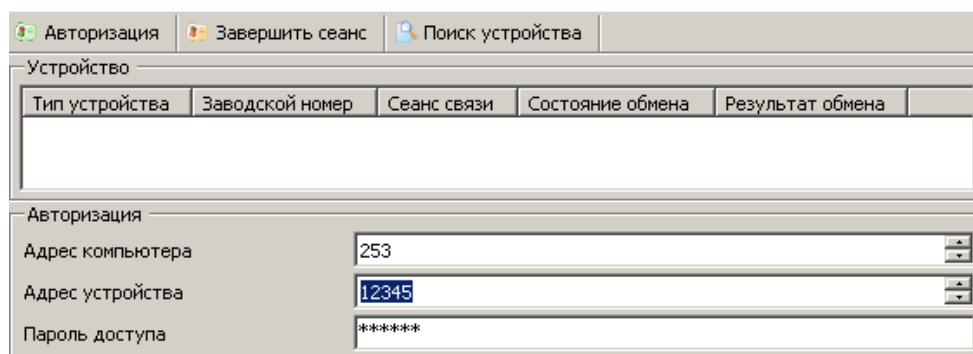 Авторизация Завершить сеанс Поиск устройства
Устройство
Тип устройства Заводской номер Сеанс связи Состояние обмена Результат обмена
Авторизация
Адрес компьютера 253
Адрес устройства 12345
Пароль доступа ******